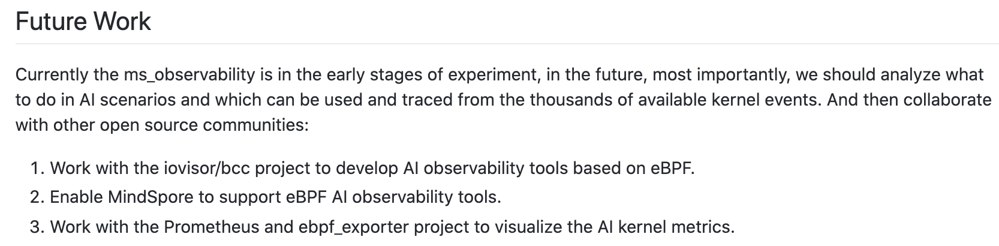 Future Work
Currently the ms_observability is in the early stages of experiment, in the future, most importantly, we should analyze what
to do in AI scenarios and which can be used and traced from the thousands of available kernel events. And then collaborate
with other open source communities:
1. Work with the iovisor/bcc project to develop AI observability tools based on eBPF.
2. Enable MindSpore to support eBPF AI observability tools.
3. Work with the Prometheus and ebpf_exporter project to visualize the AI kernel metrics.